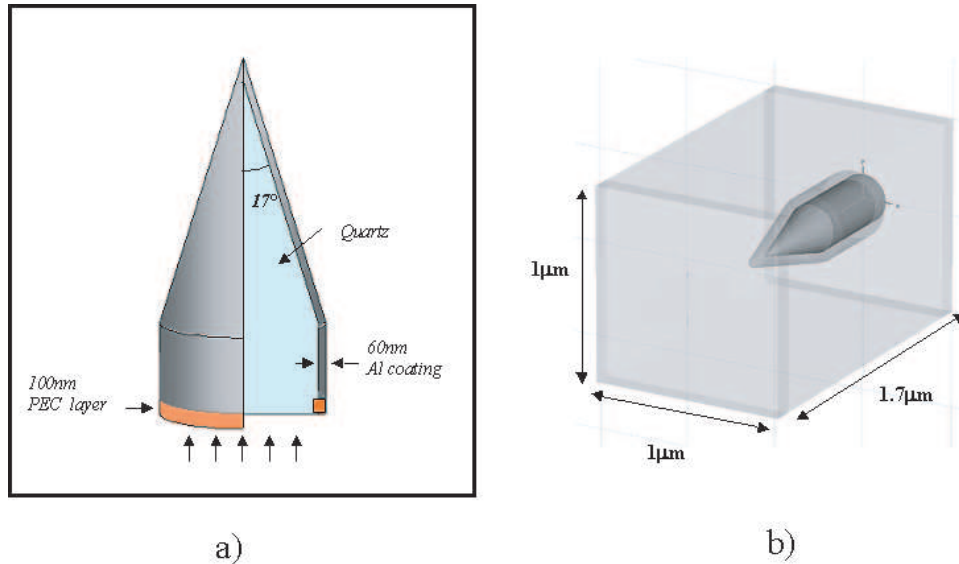 17°
Quartz
60nm
Al coating
100nm
PEC layer
a)
1μm
1μm
1.7μm
b)